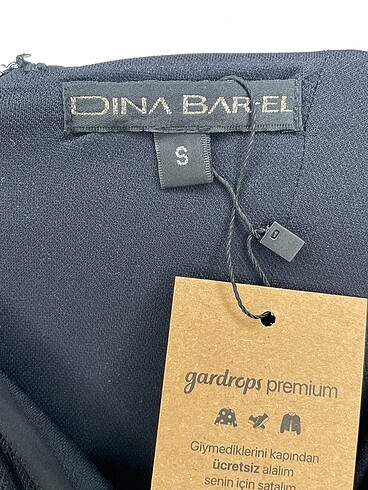 DINA BAR-EL
S
gardrops premium
Giymediklerini kapından
ücretsiz alalım
senin için satalım